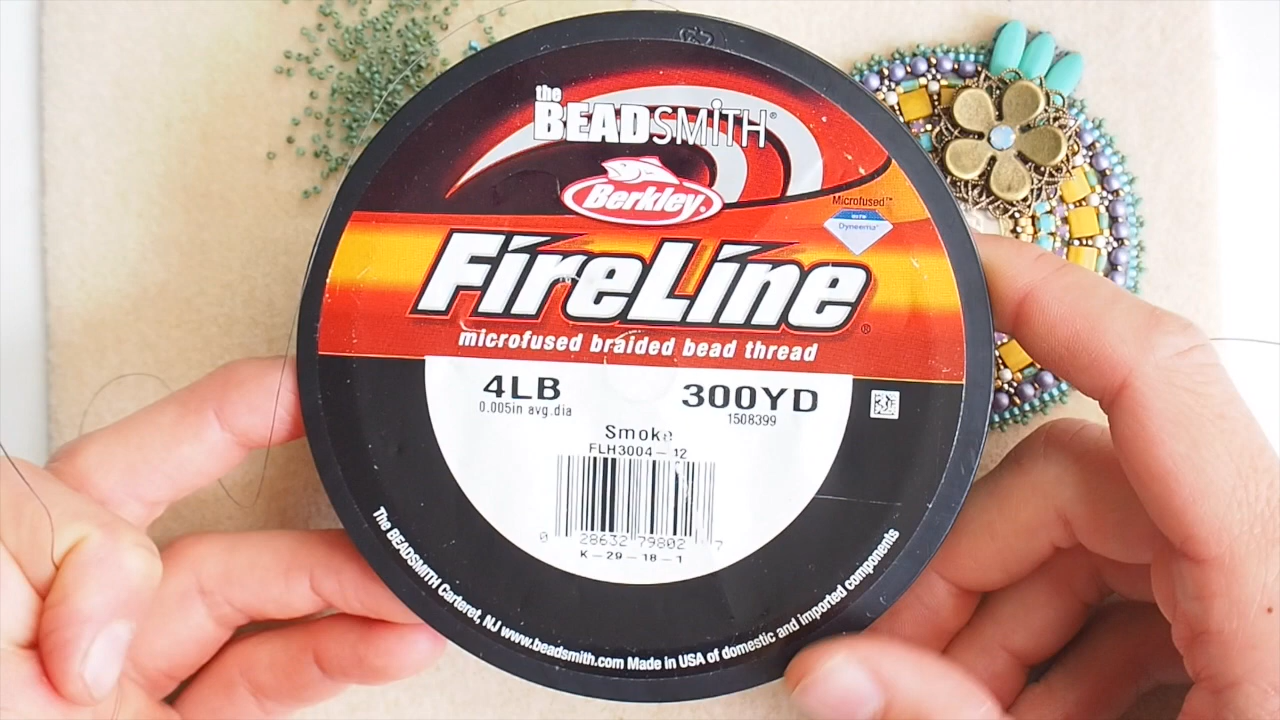 the
BEADSMITH®
Berkley®
Microfused™
WITH
Dyneema®
FireLine®
microfused braided bead thread
4LB 300YD
0.005in avg.dia 1508399
Smoke
FLH3004-12
0 28632 79802 7
K-29-18-1
The BEADSMITH Carteret, NJ www.beadsmith.com Made in USA of domestic and imported components